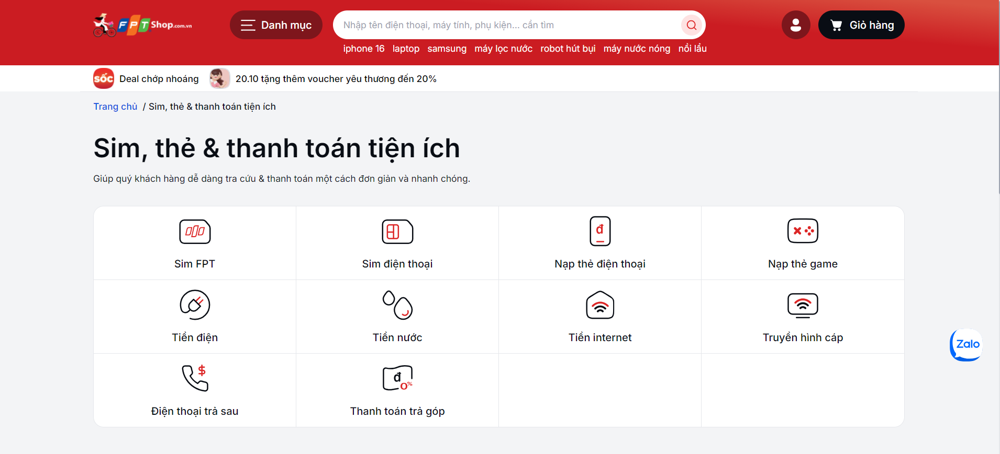 FPT Shop.com.vn
Danh mục
Nhập tên điện thoại, máy tính, phụ kiện... cần tìm
Giỏ hàng
iphone 16 laptop samsung máy lọc nước robot hút bụi máy nước nóng nồi lẩu
SỐC Deal chớp nhoáng 20.10 tặng thêm voucher yêu thương đến 20%
Trang chủ / Sim, thẻ & thanh toán tiện ích
Sim, thẻ & thanh toán tiện ích
Giúp quý khách hàng dễ dàng tra cứu & thanh toán một cách đơn giản và nhanh chóng.
đ
Sim FPT Sim điện thoại Nạp thẻ điện thoại Nạp thẻ game
Tiền điện Tiền nước Tiền internet Truyền hình cáp
Zalo
$ đ 0%
Điện thoại trả sau Thanh toán trả góp